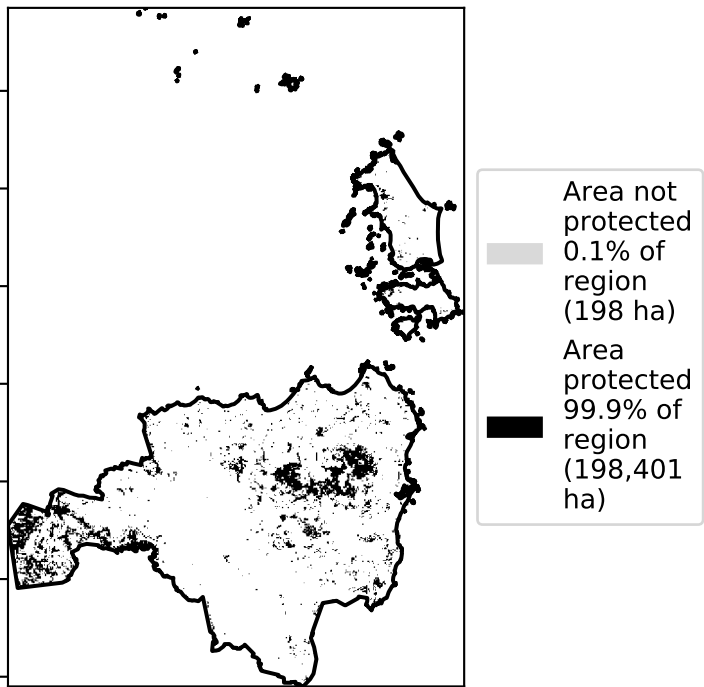 Area not
protected
0.1% of
region
(198 ha)
Area
protected
99.9% of
region
(198,401
ha)